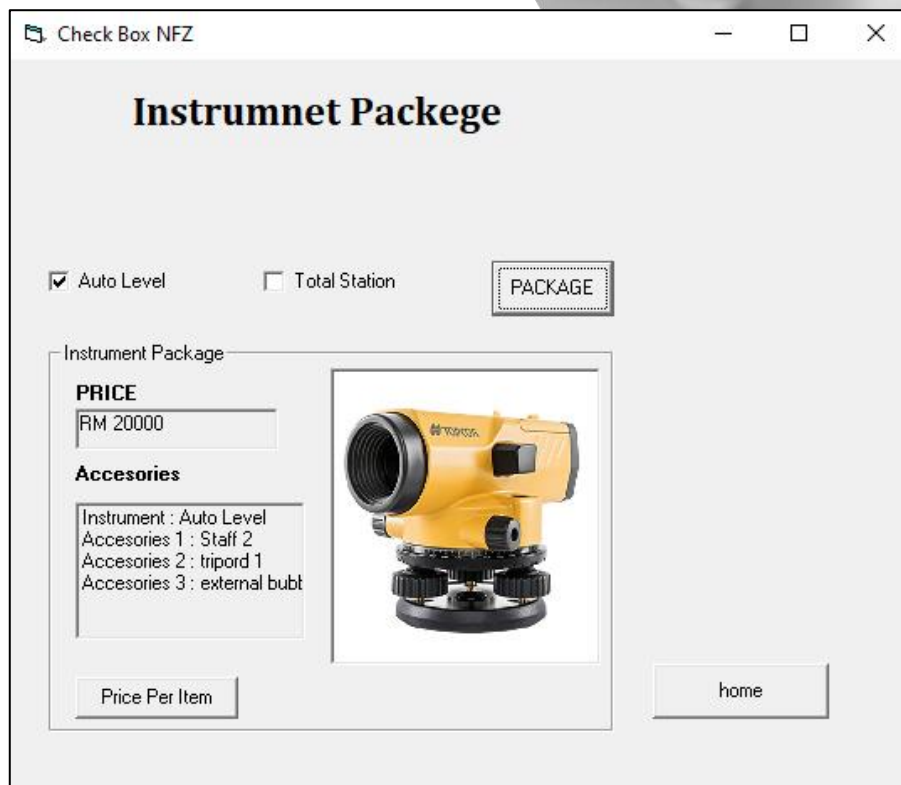 Check Box NFZ
Instrumnet Packege
Auto Level
Total Station
PACKAGE
Instrument Package
PRICE
RM 20000
Accesories
Instrument : Auto Level
Accesories 1 : Staff 2
Accesories 2 : tripord 1
Accesories 3 : external bubb
TOPCON
Price Per Item
home